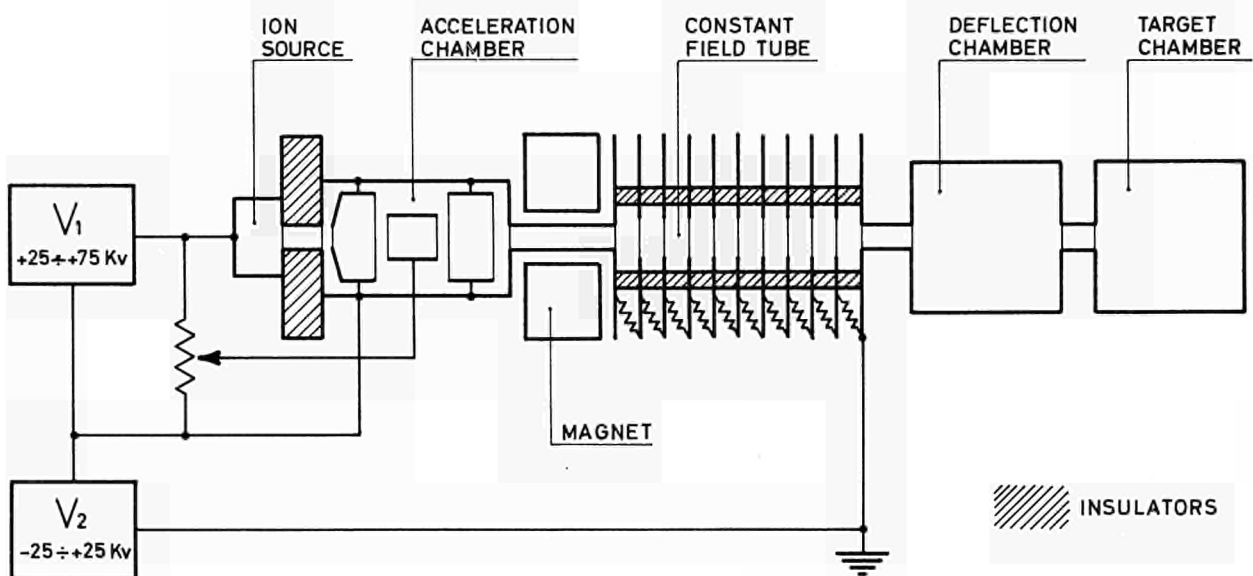 ION
SOURCE
ACCELERATION
CHAMBER
CONSTANT
FIELD TUBE
DEFLECTION
CHAMBER
TARGET
CHAMBER
V₁
+25÷+75 Kv
MAGNET
V₂
-25÷+25 Kv
INSULATORS